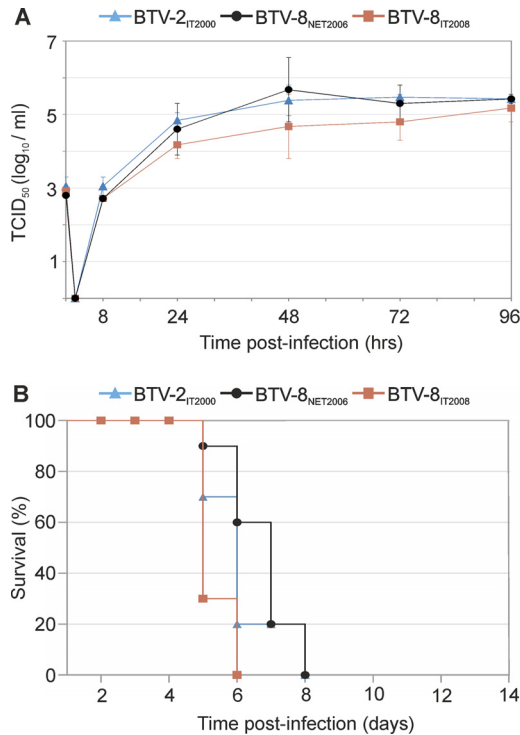 A
BTV-2IT2000 BTV-8NET2006 BTV-8IT2008
7
5
3
1
TCID50 (log10 / ml)
8 24 48 72 96
Time post-infection (hrs)
B
BTV-2IT2000 BTV-8NET2006 BTV-8IT2008
100
80
60
40
20
0
Survival (%)
2 4 6 8 10 12 14
Time post-infection (days)